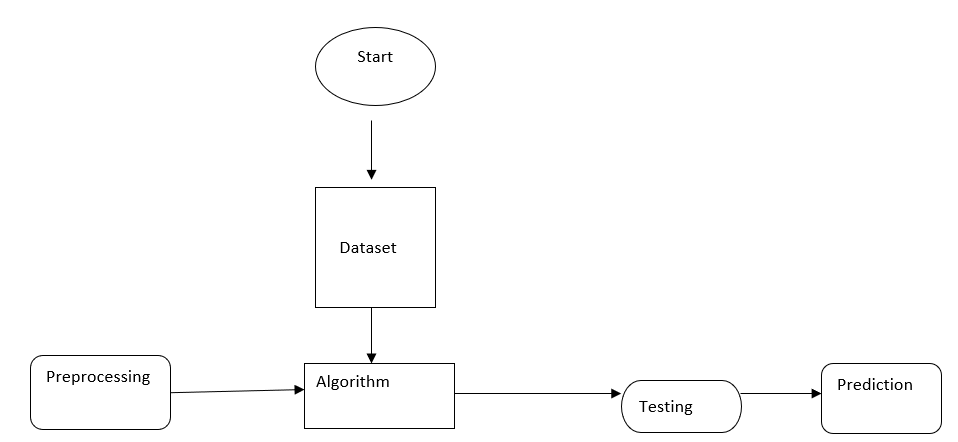 Start
Dataset
Preprocessing
Algorithm
Testing
Prediction